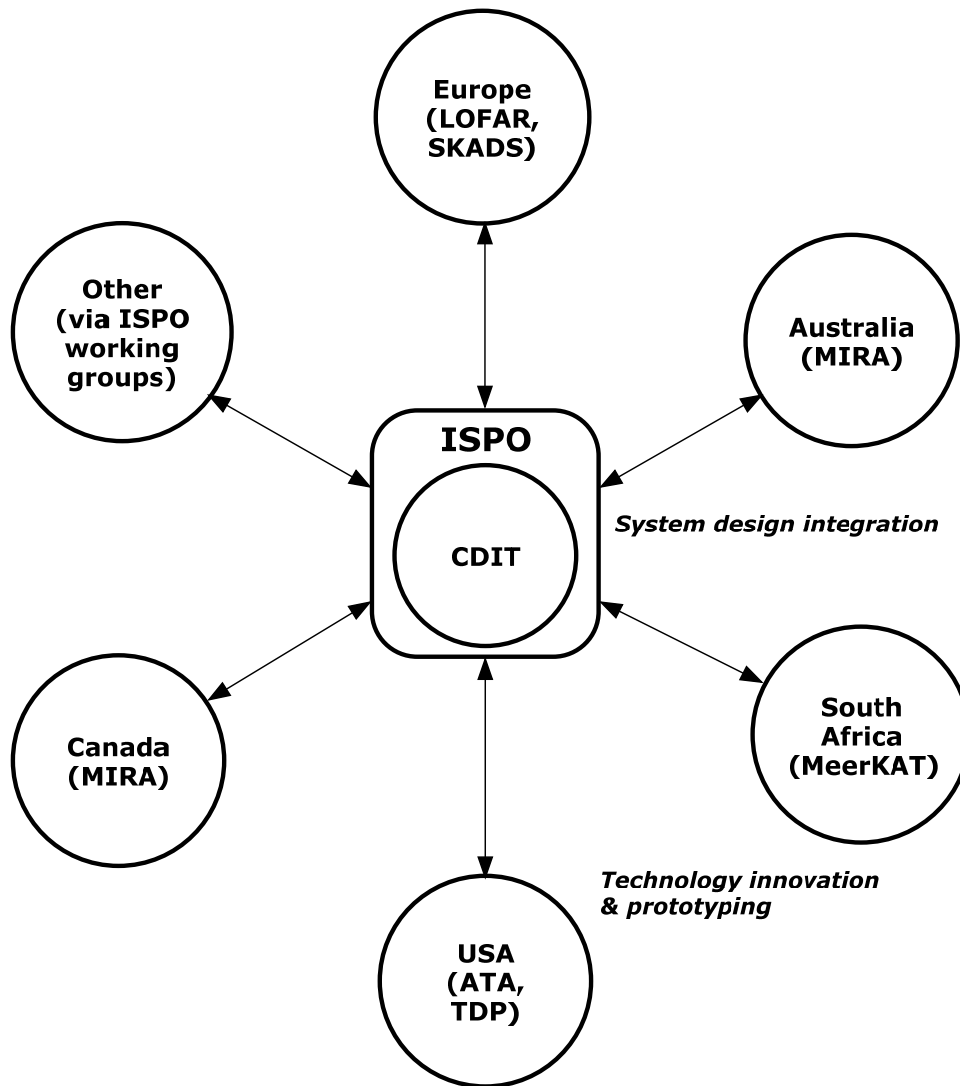 Europe
(LOFAR,
SKADS)
Other
(via ISPO
working
groups)
Australia
(MIRA)
ISPO
CDIT
System design integration
Canada
(MIRA)
South
Africa
(MeerKAT)
Technology innovation
& prototyping
USA
(ATA,
TDP)